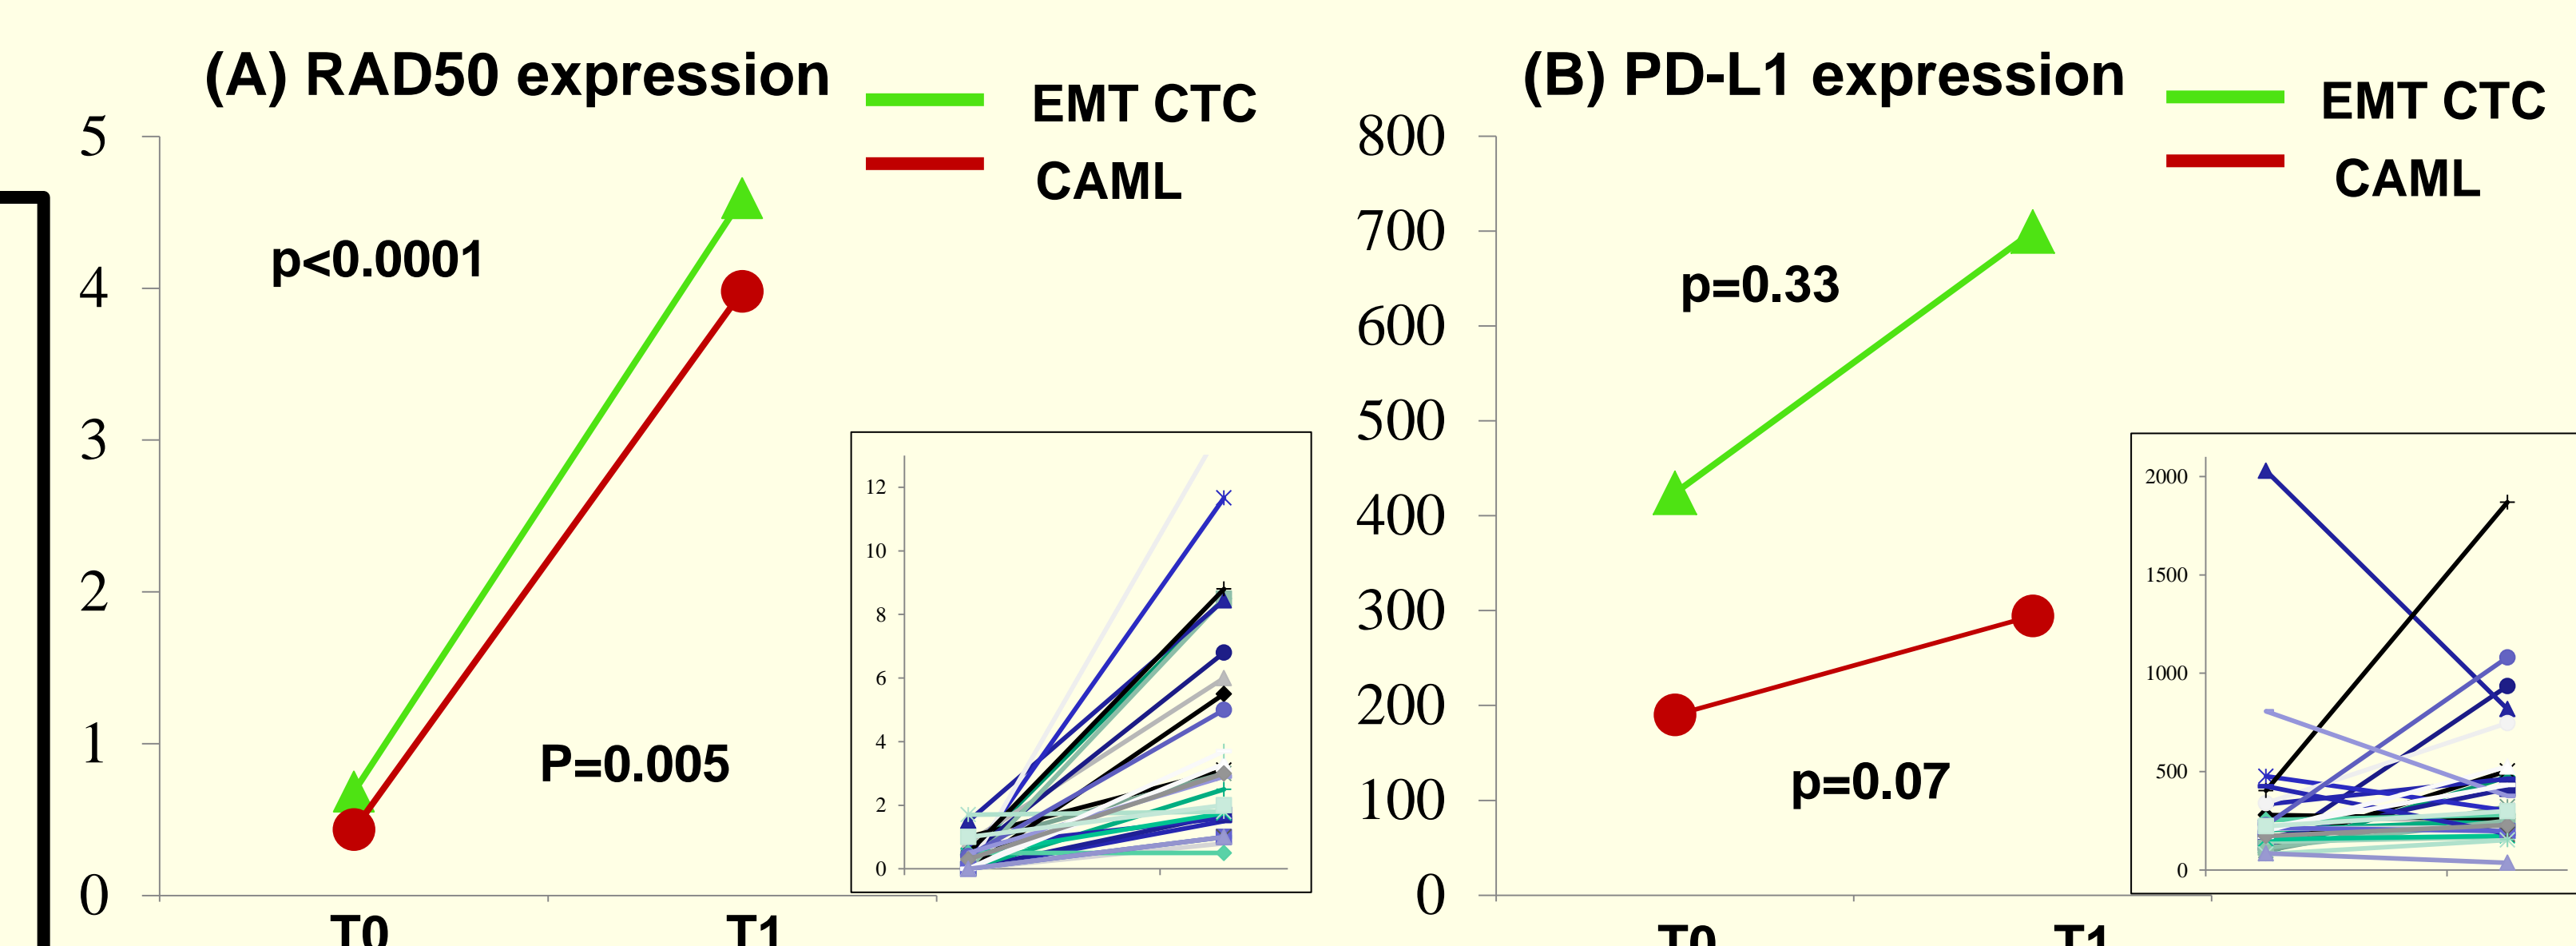 (A) RAD50 expression
EMT CTC
CAML
5
4
3
2
1
0
p<0.0001
P=0.005
T0
T1
12
10
8
6
4
2
0
(B) PD-L1 expression
EMT CTC
CAML
800
700
600
500
400
300
200
100
0
p=0.33
p=0.07
T0
T1
2000
1500
1000
500
0